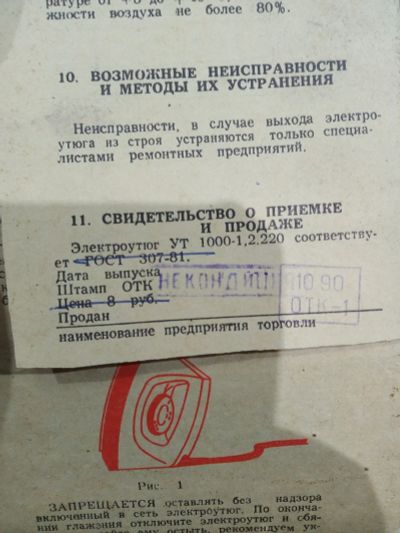 жности воздуха не более 80%.
10. ВОЗМОЖНЫЕ НЕИСПРАВНОСТИ
И МЕТОДЫ ИХ УСТРАНЕНИЯ
Неисправности, в случае выхода электро-
утюга из строя устраняются только специа-
листами ремонтных предприятий.
11. СВИДЕТЕЛЬСТВО О ПРИЕМКЕ
И ПРОДАЖЕ
Электроутюг УТ 1000-1,2.220 соответству-
ет ГОСТ 307-81.
Дата выпуска
Штамп ОТК
НЕКОНДИЦ
10 90
ОТК-1
Цена 8 руб.
Продан
наименование предприятия торговли
Рис. 1
ЗАПРЕЩАЕТСЯ оставлять без надзора
включенный в сеть электроутюг. По оконча-
нии глажения отключите электроутюг и